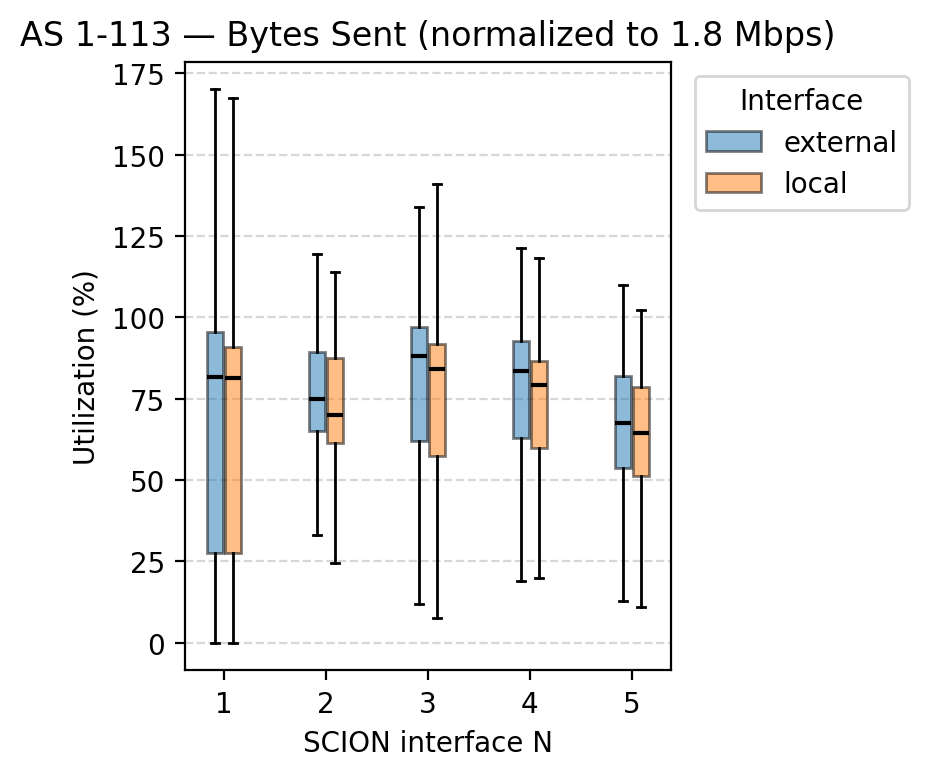 AS 1-113 — Bytes Sent (normalized to 1.8 Mbps)
175
150
125
100
75
50
25
0
Utilization (%)
1 2 3 4 5
SCION interface N
Interface
external
local